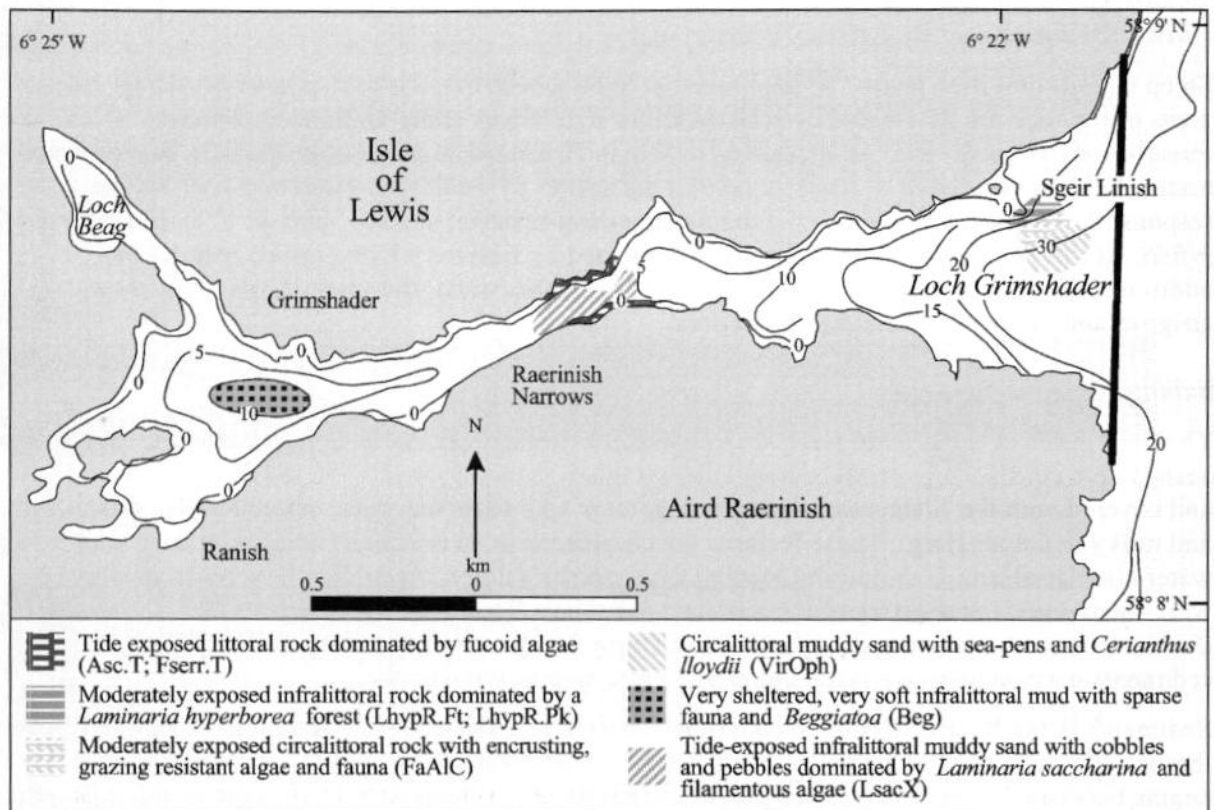 6° 25' W
6° 22' W
58° 9' N
Isle
of
Lewis
0
Loch
Beag
0
Sgeir Linish
0
30
0
10
20
Loch Grimshader
Grimshader
0
15
5
0
0
Raerinish
Narrows
0
10
0
N
20
0
0
Aird Raerinish
Ranish
0.5
km
0.5
58° 8' N
Tide exposed littoral rock dominated by fucoid algae
(Asc.T; Fserr.T)
Moderately exposed infralittoral rock dominated by a
Laminaria hyperborea forest (LhypR.Ft; LhypR.Pk)
Moderately exposed circalittoral rock with encrusting,
grazing resistant algae and fauna (FaAlC)
Circalittoral muddy sand with sea-pens and Cerianthus
lloydii (VirOph)
Very sheltered, very soft infralittoral mud with sparse
fauna and Beggiatoa (Beg)
Tide-exposed infralittoral muddy sand with cobbles
and pebbles dominated by Laminaria saccharina and
filamentous algae (LsacX)